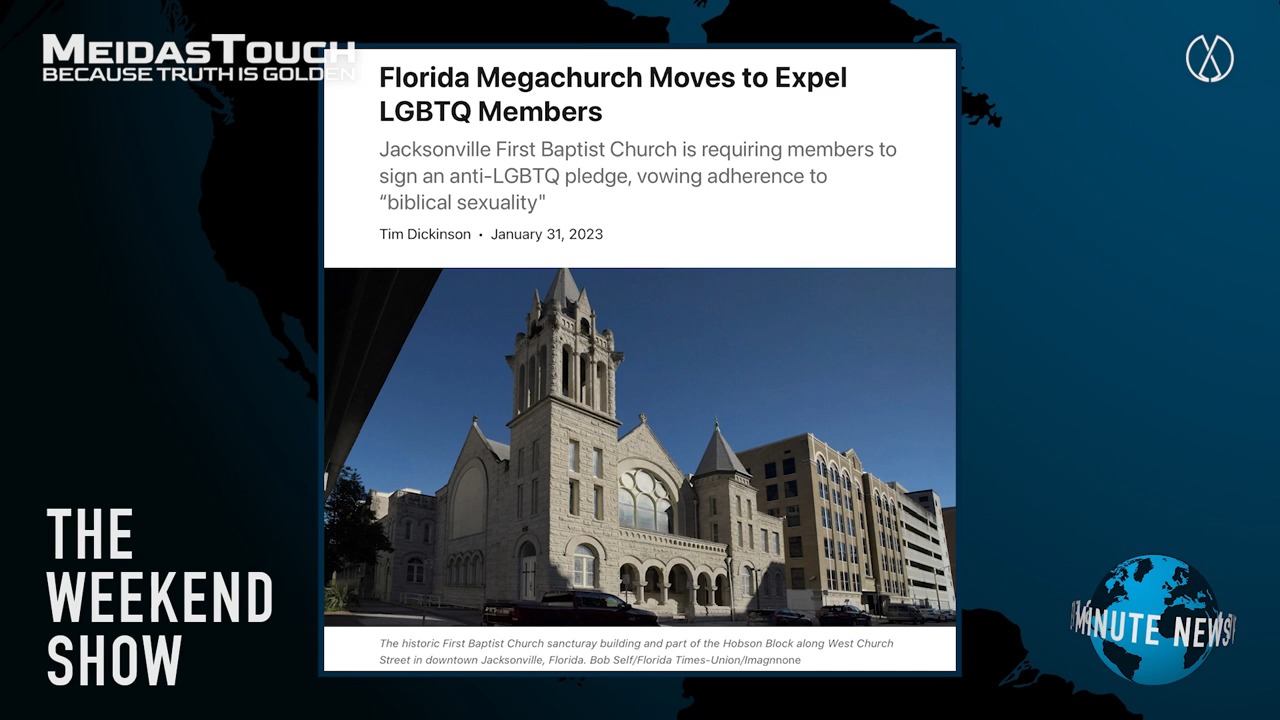 MEIDASTOUCH
BECAUSE TRUTH IS GOLDEN
Florida Megachurch Moves to Expel
LGBTQ Members
Jacksonville First Baptist Church is requiring members to
sign an anti-LGBTQ pledge, vowing adherence to
“biblical sexuality"
Tim Dickinson • January 31, 2023
The historic First Baptist Church sancturay building and part of the Hobson Block along West Church
Street in downtown Jacksonville, Florida. Bob Self/Florida Times-Union/Imagnnone
THE
WEEKEND
SHOW
MINUTE NEWS